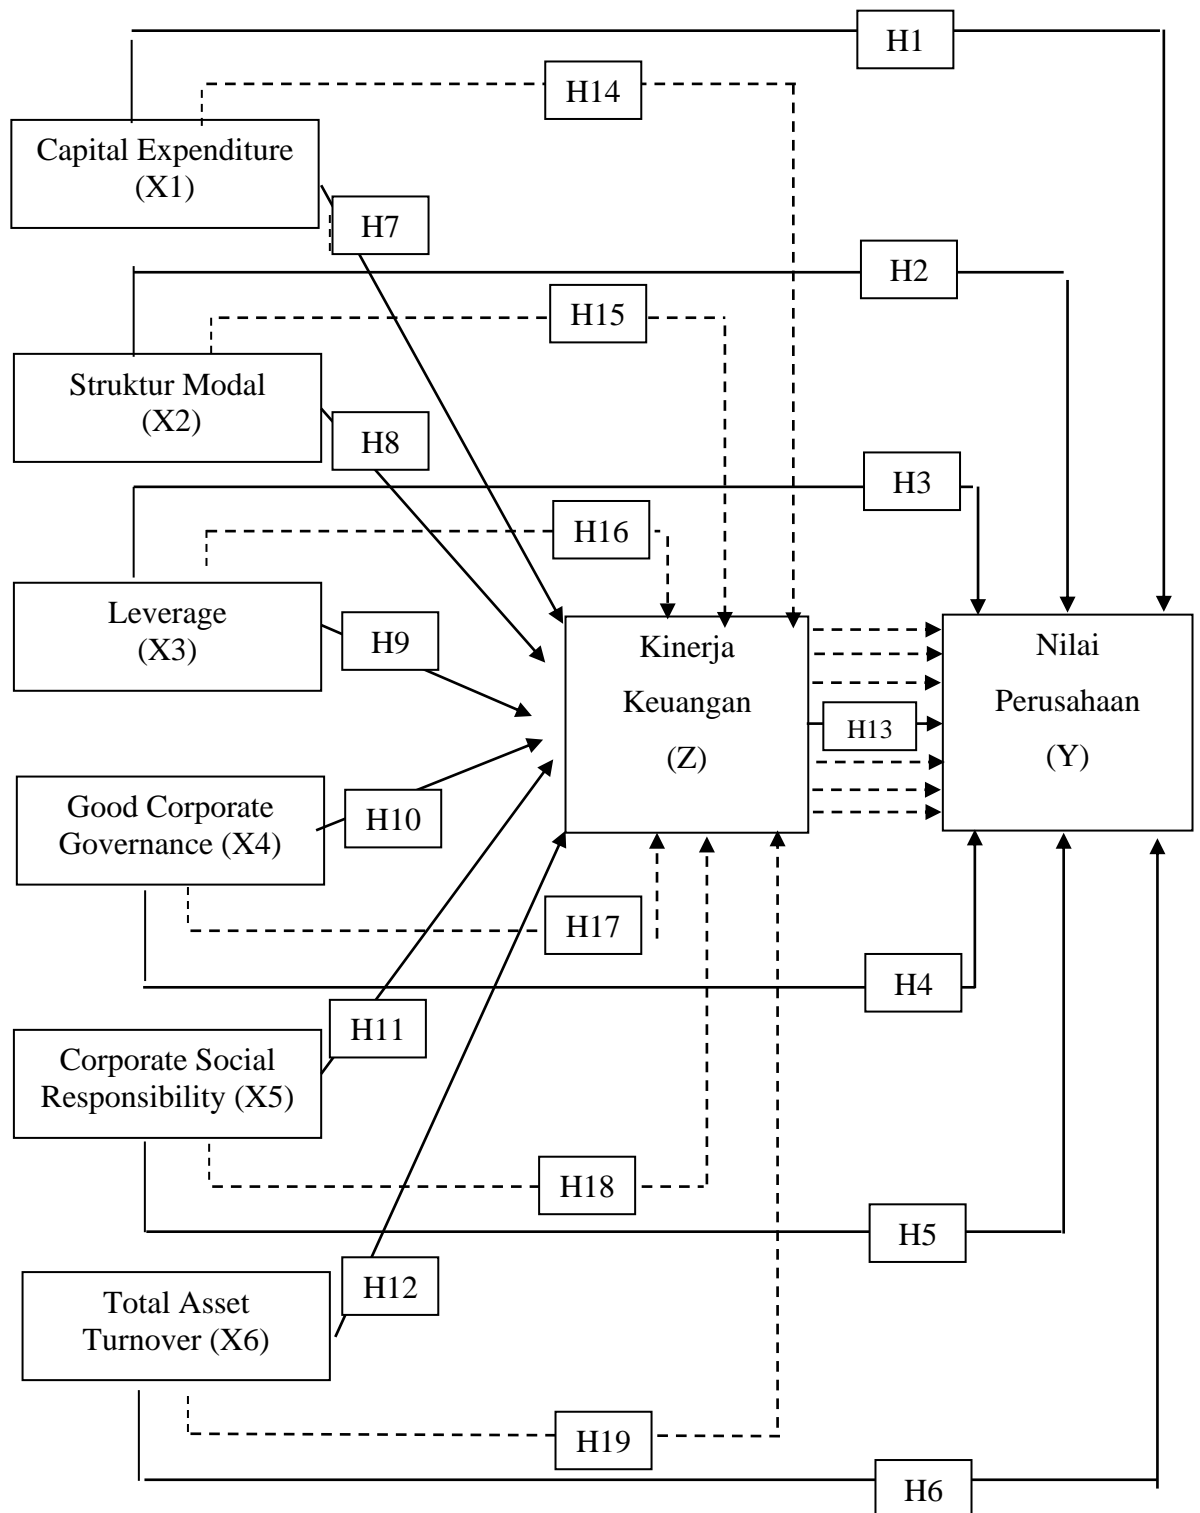 H1
H14
Capital Expenditure
(X1)
H7
H2
H15
Struktur Modal
(X2)
H8
H3
H16
Leverage
(X3)
H9
Kinerja
Keuangan
(Z)
H13
Nilai
Perusahaan
(Y)
Good Corporate
Governance (X4)
H10
H17
H4
H11
Corporate Social
Responsibility (X5)
H18
H5
H12
Total Asset
Turnover (X6)
H19
H6